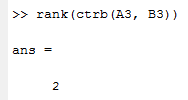 >> rank(ctrb(A3, B3))
ans =
2